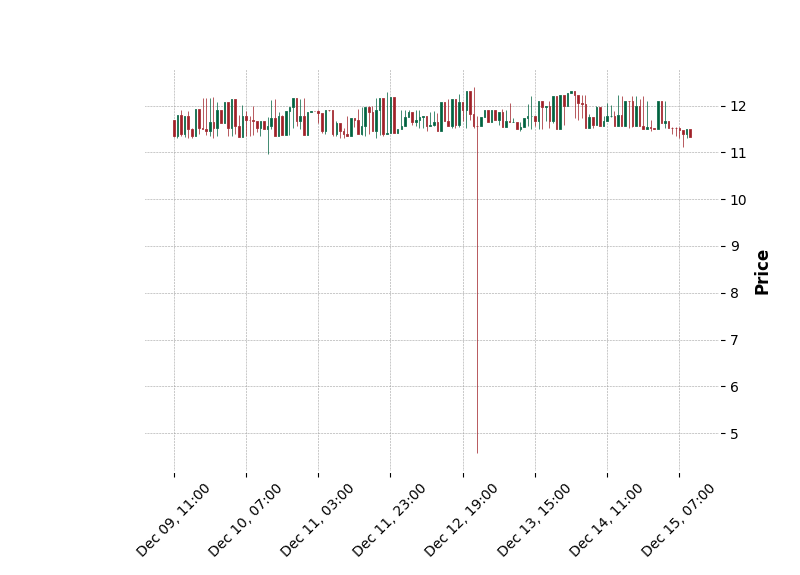 12
11
10
9
8
7
6
5
Price
Dec 09, 11:00
Dec 10, 07:00
Dec 11, 03:00
Dec 11, 23:00
Dec 12, 19:00
Dec 13, 15:00
Dec 14, 11:00
Dec 15, 07:00